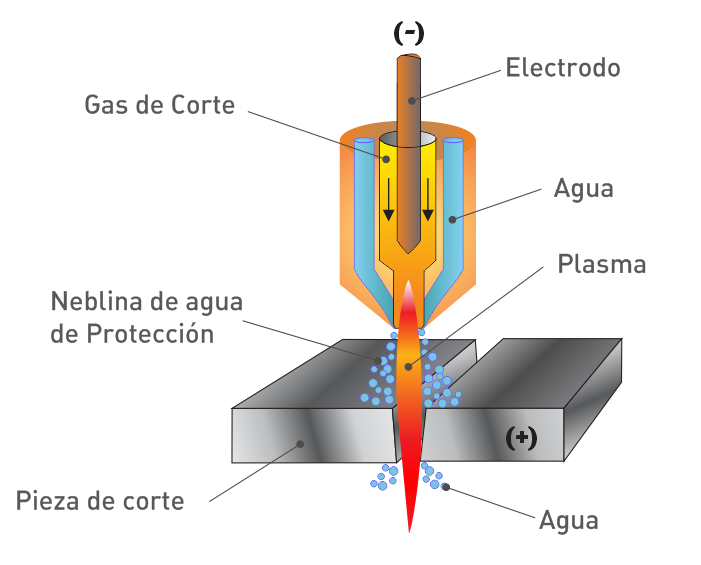 (-)
Electrodo
Gas de Corte
Agua
Plasma
Neblina de agua
de Protección
(+)
Pieza de corte
Agua